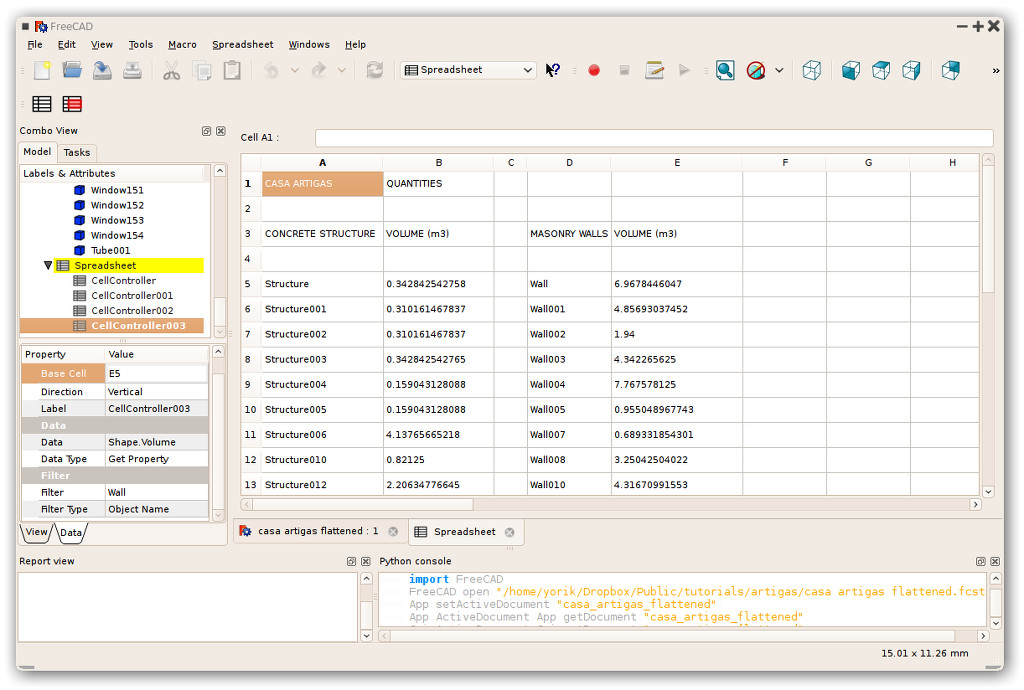 FreeCAD
File Edit View Tools Macro Spreadsheet Windows Help
Spreadsheet
Combo View
Model Tasks
Labels & Attributes
Window151
Window152
Window153
Window154
Tube001
Spreadsheet
CellController
CellController001
CellController002
CellController003
Property Value
Base Cell E5
Direction Vertical
Label CellController003
Data
Data Shape.Volume
Data Type Get Property
Filter
Filter Wall
Filter Type Object Name
View Data
Cell A1 :
A B C D E F G H
1 CASA ARTIGAS QUANTITIES
2
3 CONCRETE STRUCTURE VOLUME (m3) MASONRY WALLS VOLUME (m3)
4
5 Structure 0.342842542758 Wall 6.9678446047
6 Structure001 0.310161467837 Wall001 4.85693037452
7 Structure002 0.310161467837 Wall002 1.94
8 Structure003 0.342842542765 Wall003 4.342265625
9 Structure004 0.159043128088 Wall004 7.767578125
10 Structure005 0.159043128088 Wall005 0.955048967743
11 Structure006 4.13765665218 Wall007 0.689331854301
12 Structure010 0.82125 Wall008 3.25042504022
13 Structure012 2.20634776645 Wall010 4.31670991553
casa artigas flattened : 1 Spreadsheet
Report view
Python console
import FreeCAD
FreeCAD open "/home/yorik/Dropbox/Public/tutorials/artigas/casa artigas flattened.fcst
App setActiveDocument "casa_artigas_flattened"
App ActiveDocument App getDocument "casa_artigas_flattened"
15.01 x 11.26 mm